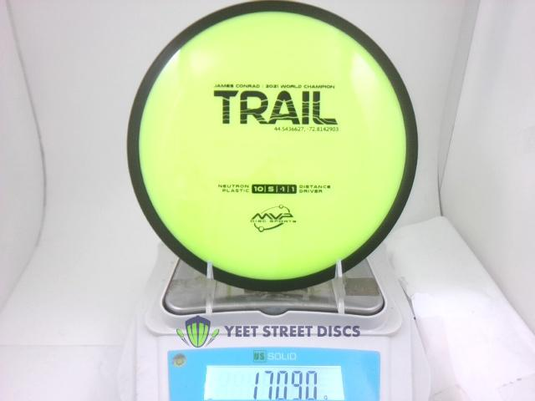 JAMES CONRAD | 2021 WORLD CHAMPION
TRAIL
44.5436627, -72.8142903
NEUTRON PLASTIC 10 5 -1 1 DISTANCE DRIVER
MVP
DISC SPORTS
YEET STREET DISCS
US SOLID
170.90 g